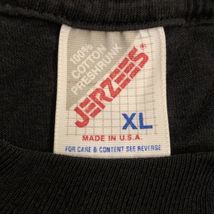 100%
COTTON
PRESHRUNK
JERZEES
XL
MADE IN U.S.A.
FOR CARE & CONTENT SEE REVERSE